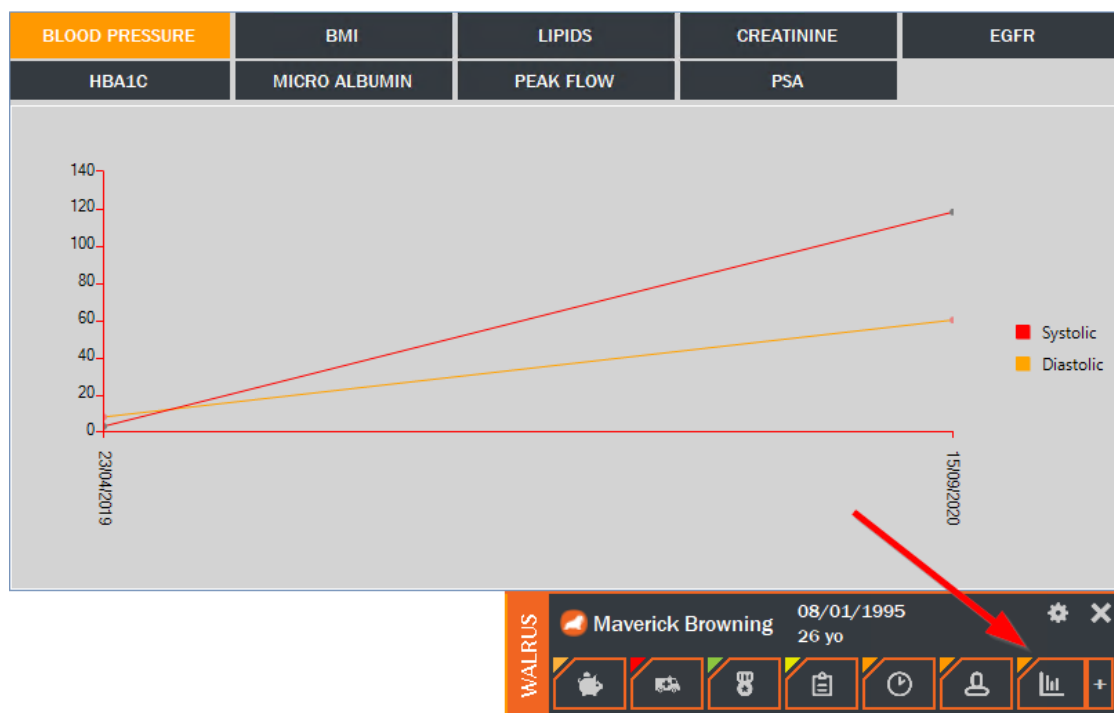 BLOOD PRESSURE BMI LIPIDS CREATININE EGFR
HBA1C MICRO ALBUMIN PEAK FLOW PSA
140
120
100
80
60
40
20
0
Systolic
Diastolic
23/04/2019 15/09/2020
WALRUS
Maverick Browning 08/01/1995
26 yo
+